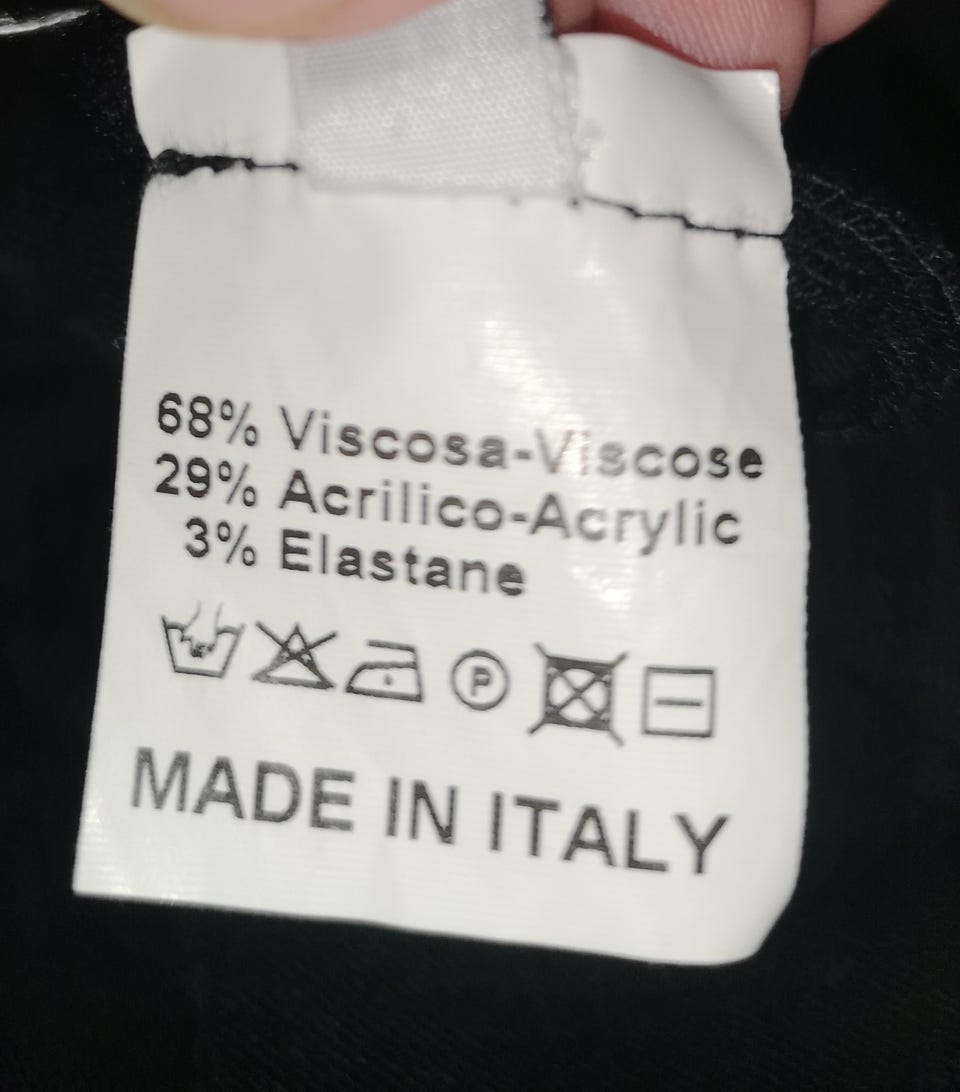 68% Viscosa-Viscose
29% Acrilico-Acrylic
3% Elastane
P
MADE IN ITALY